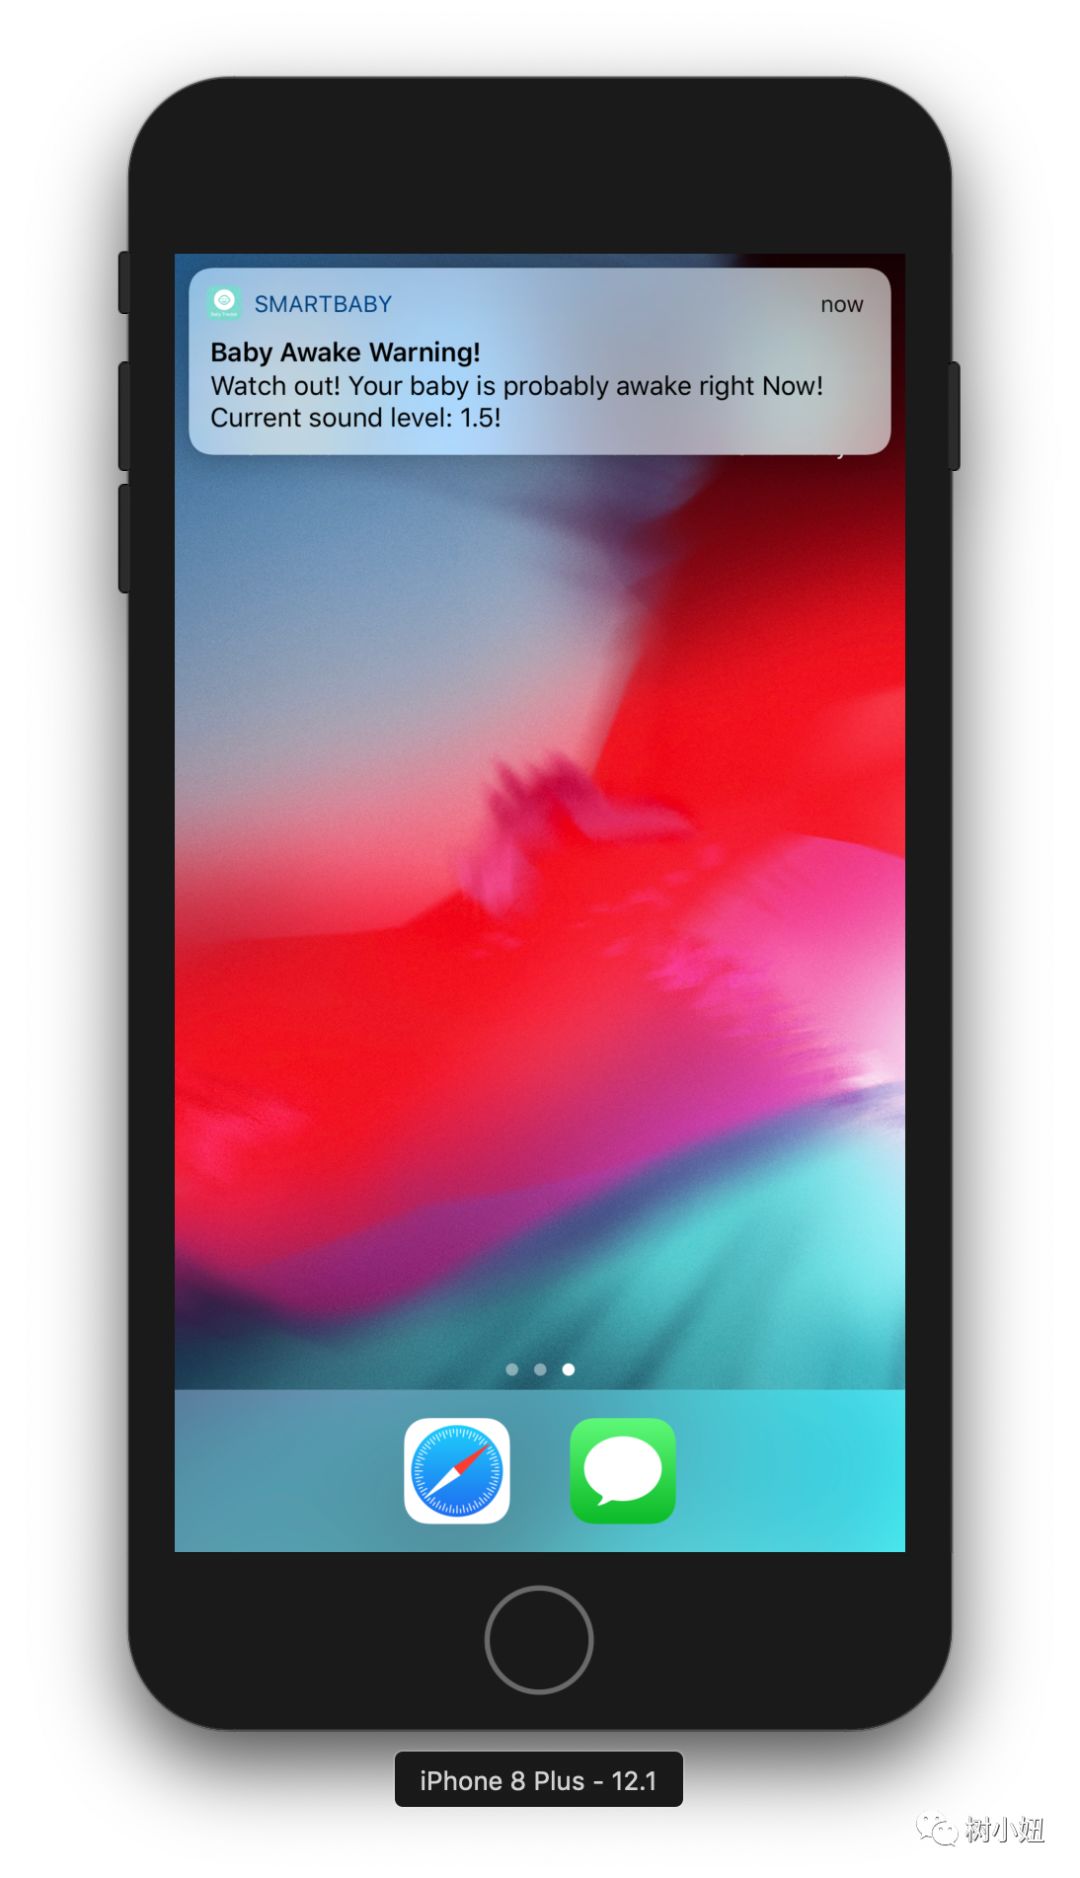 SMARTBABY
now
Baby Awake Warning!
Watch out! Your baby is probably awake right Now!
Current sound level: 1.5!
iPhone 8 Plus - 12.1
树小妞